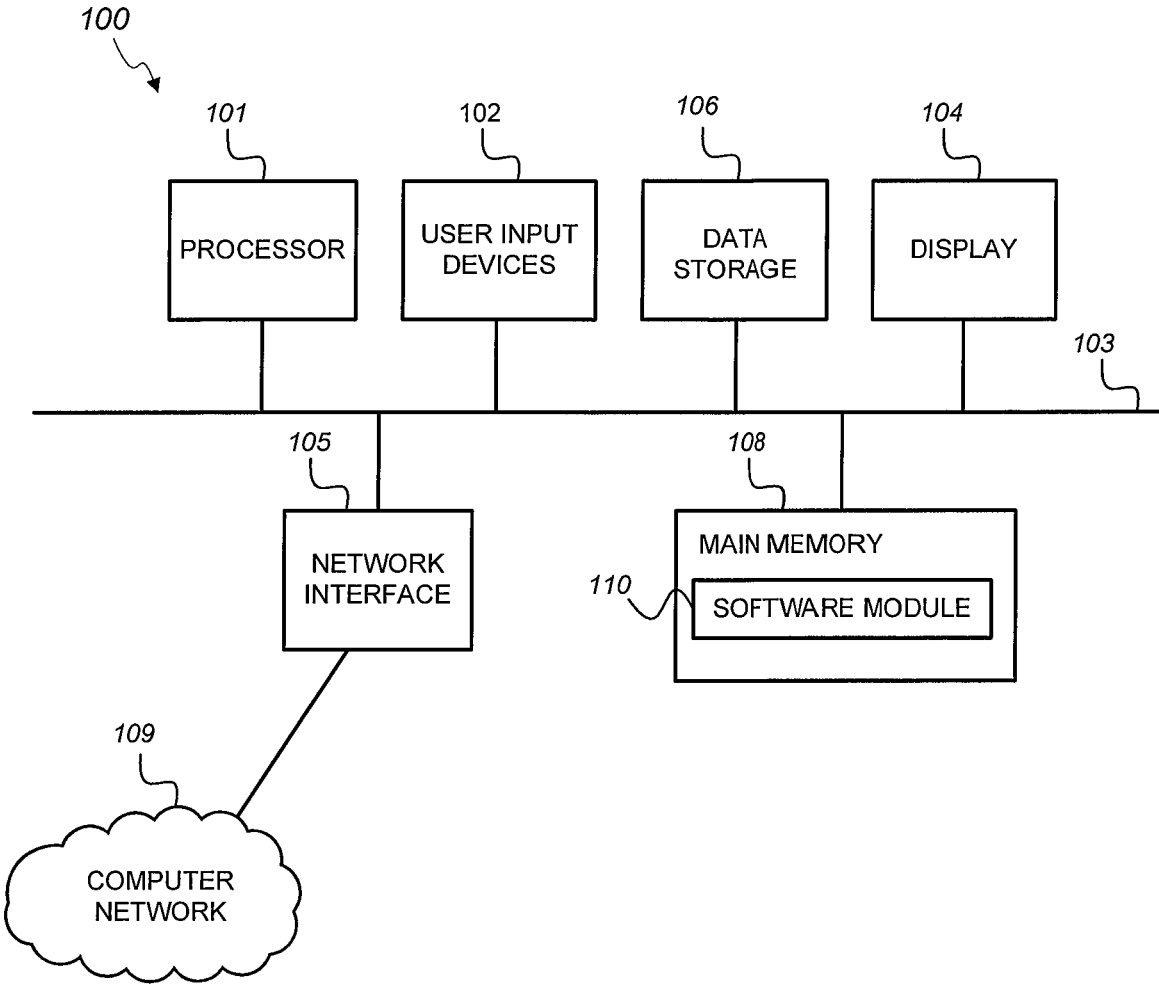 100
101
102
106
104
PROCESSOR
USER INPUT
DEVICES
DATA
STORAGE
DISPLAY
103
105
108
NETWORK
INTERFACE
MAIN MEMORY
110
SOFTWARE MODULE
109
COMPUTER
NETWORK